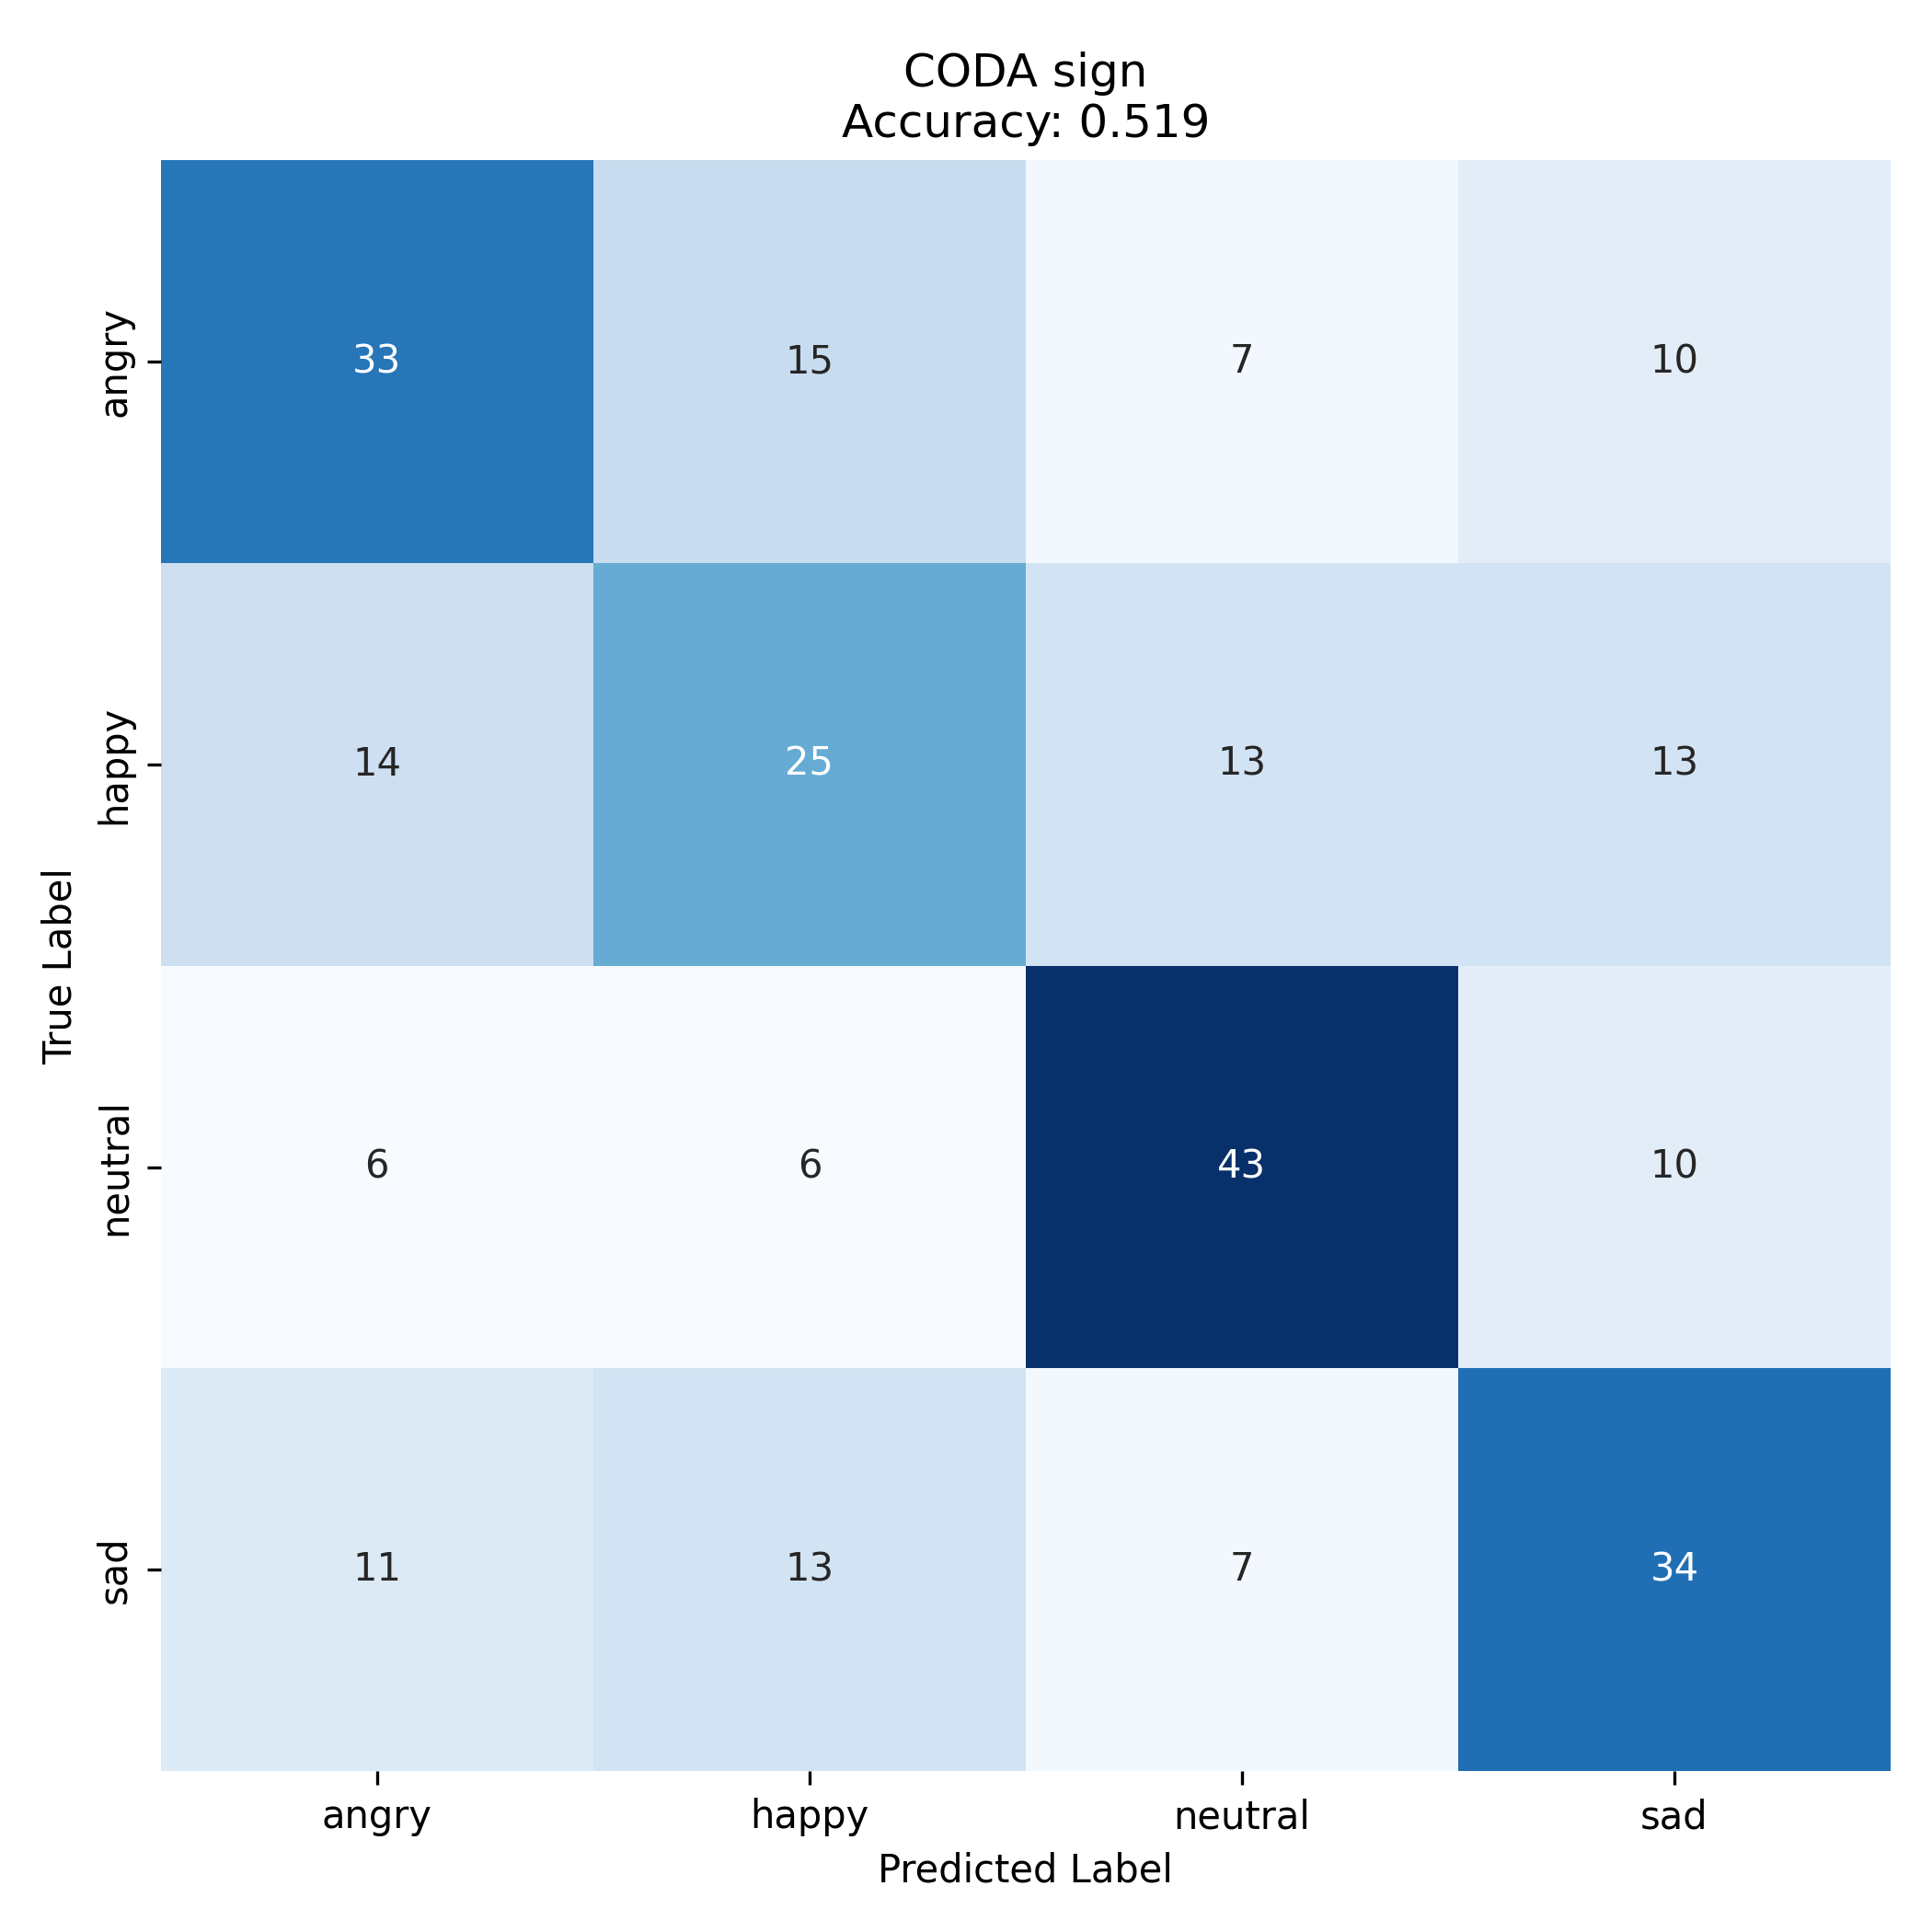 CODA sign
Accuracy: 0.519
True Label
angry 33 15 7 10
happy 14 25 13 13
neutral 6 6 43 10
sad 11 13 7 34
angry happy neutral sad
Predicted Label